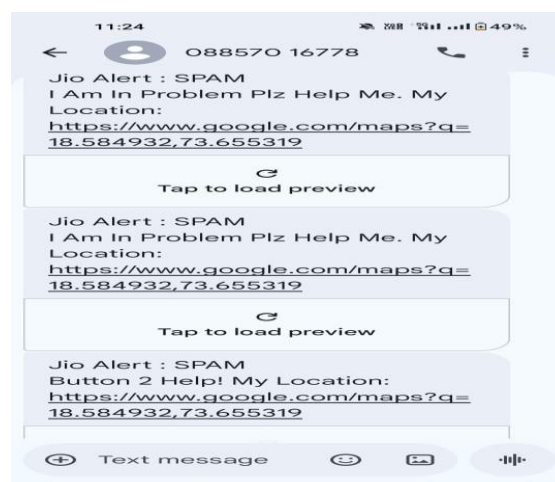 11:24
49%
088570 16778
Jio Alert : SPAM
I Am In Problem Plz Help Me. My
Location:
https://www.google.com/maps?q=
18.584932,73.655319
Tap to load preview
Jio Alert : SPAM
I Am In Problem Plz Help Me. My
Location:
https://www.google.com/maps?q=
18.584932,73.655319
Tap to load preview
Jio Alert : SPAM
Button 2 Help! My Location:
https://www.google.com/maps?q=
18.584932,73.655319
Text message